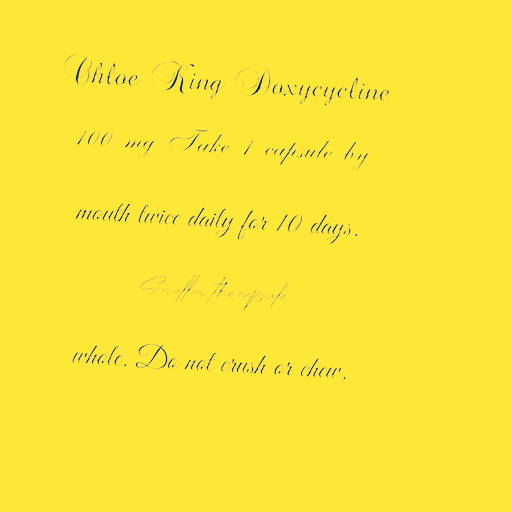 Chloe King Doxycycline
100 mg Take 1 capsule by
mouth twice daily for 10 days.
the capsule
whole. Do not crush or chew.